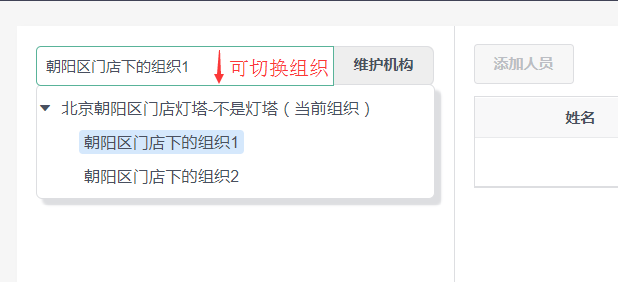 朝阳区门店下的组织1
可切换组织
维护机构
添加人员
姓名
北京朝阳区门店灯塔-不是灯塔（当前组织）
朝阳区门店下的组织1
朝阳区门店下的组织2